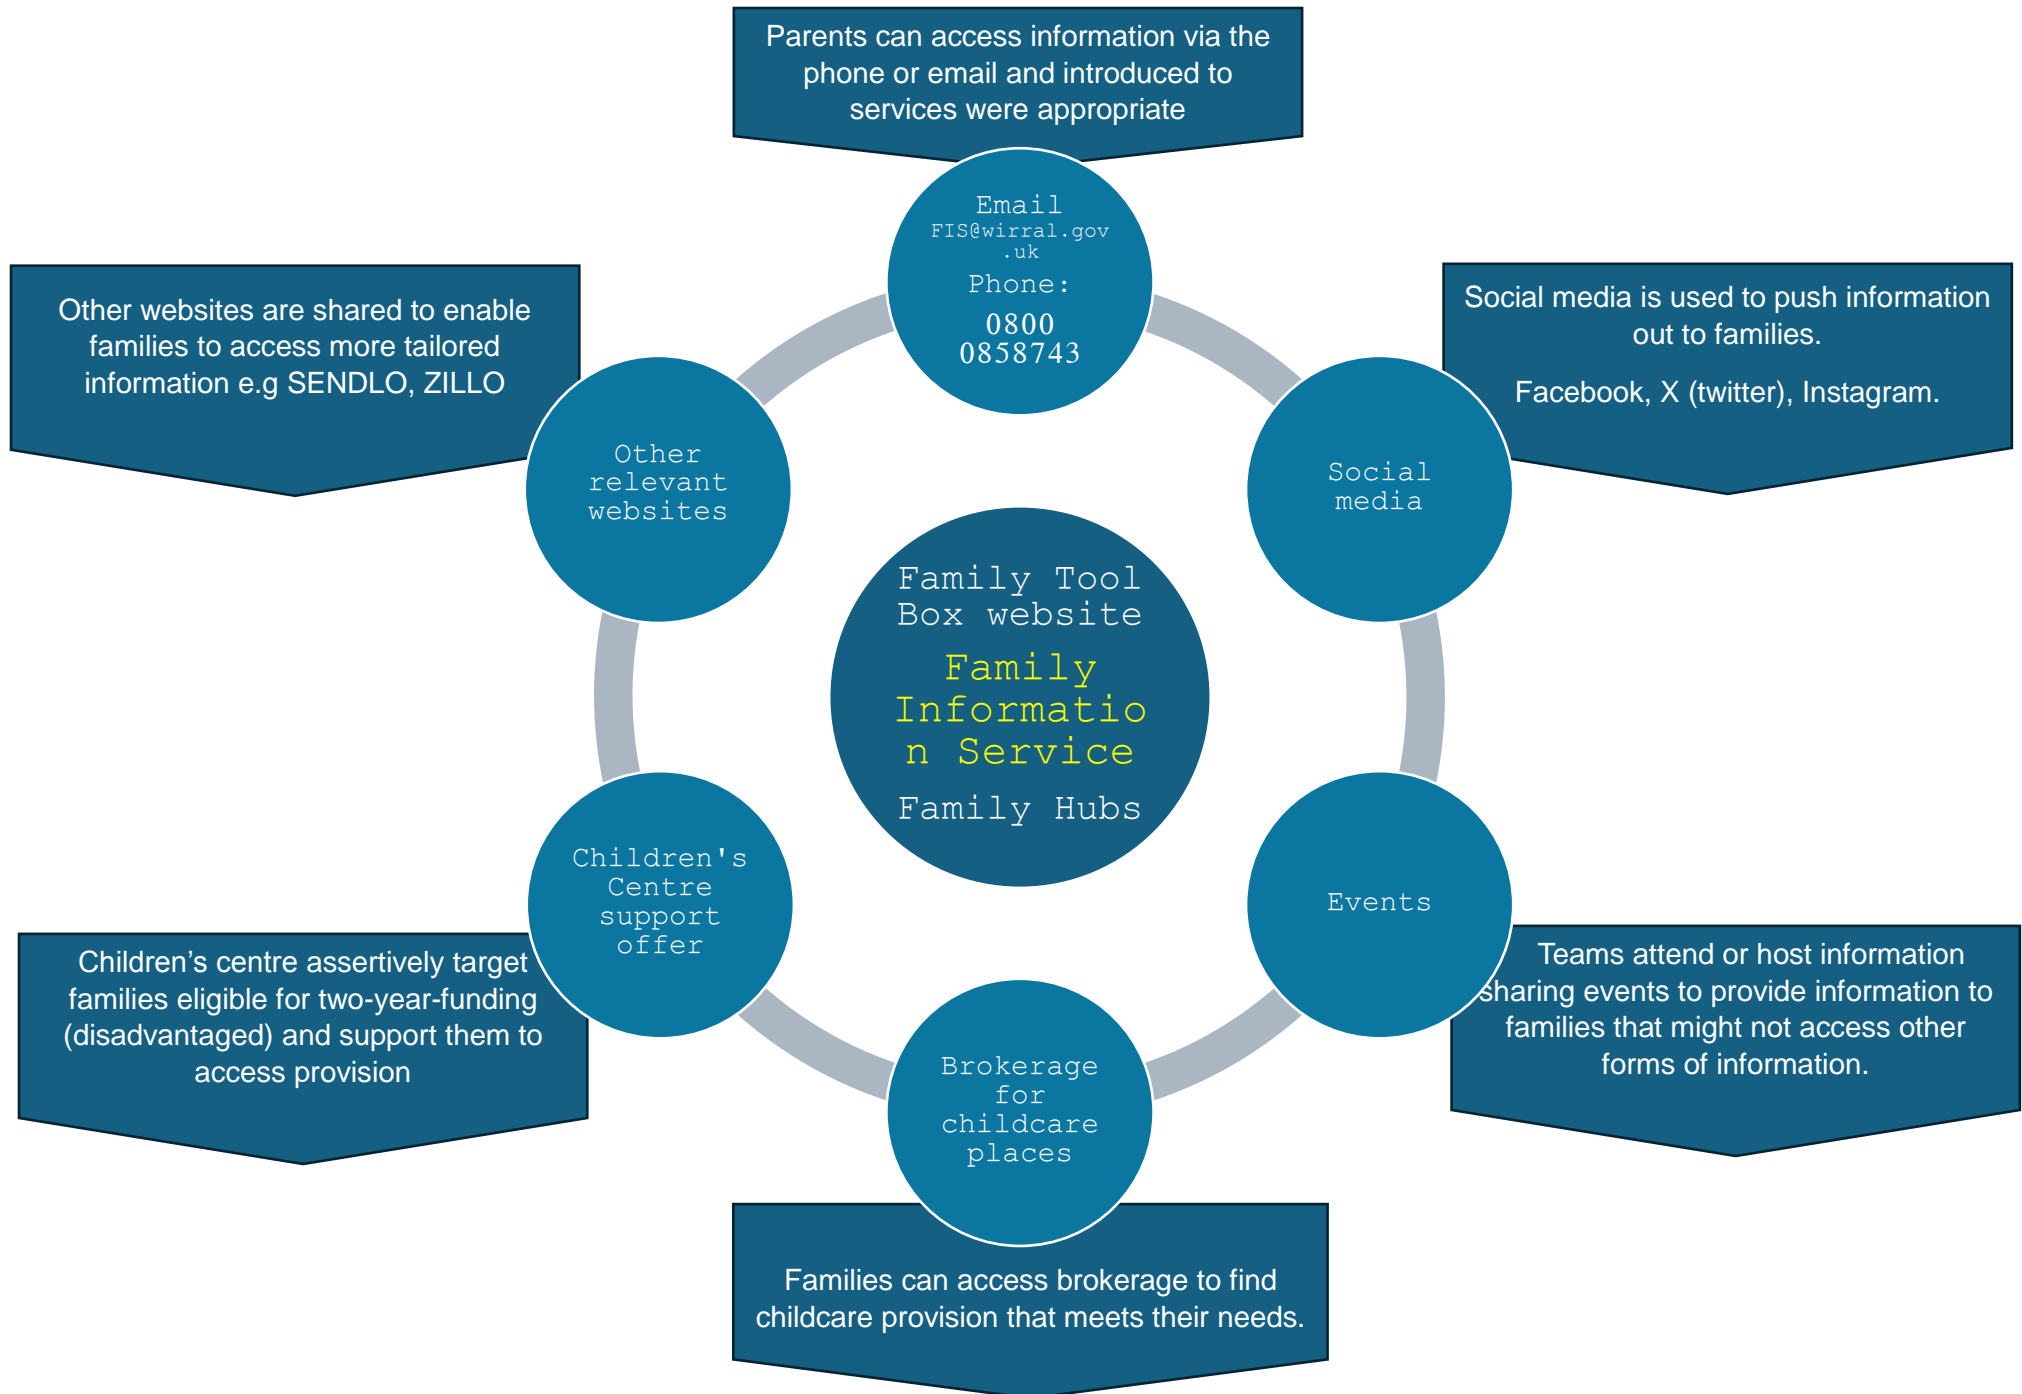 Parents can access information via the
phone or email and introduced to
services were appropriate
Email
FIS@wirral.gov
.uk
Phone:
0800
0858743
Other websites are shared to enable
families to access more tailored
information e.g SENDLO, ZILLO
Social media is used to push information
out to families.
Facebook, X (twitter), Instagram.
Other
relevant
websites
Social
media
Family Tool
Box website
Family
Informatio
n Service
Family Hubs
Children's
Centre
support
offer
Events
Children’s centre assertively target
families eligible for two-year-funding
(disadvantaged) and support them to
access provision
Teams attend or host information
sharing events to provide information to
families that might not access other
forms of information.
Brokerage
for
childcare
places
Families can access brokerage to find
childcare provision that meets their needs.